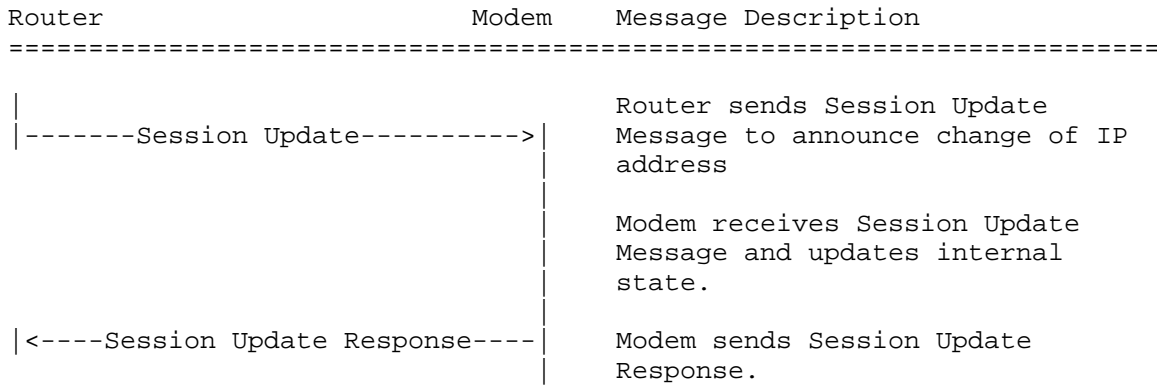 Router                       Modem    Message Description
========================================================================
|                                     Router sends Session Update
|-------Session Update---------->|    Message to announce change of IP
                                 |    address
                                 |
                                 |    Modem receives Session Update
                                 |    Message and updates internal
                                 |    state.
                                 |
|<----Session Update Response----|    Modem sends Session Update
                                 |    Response.